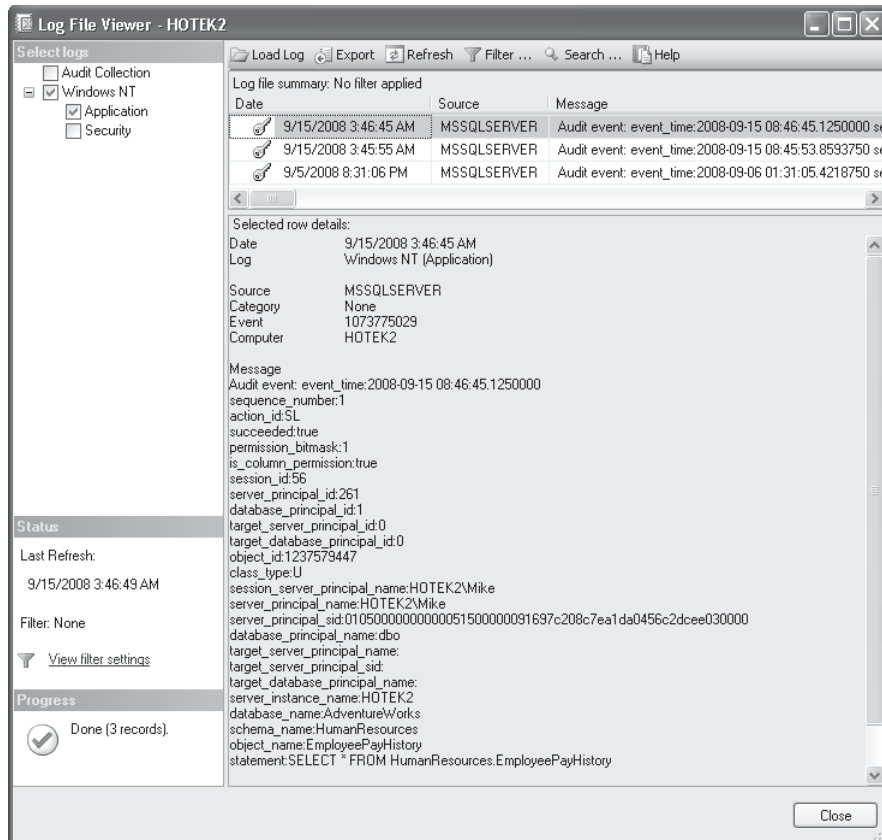 Log File Viewer - HOTEK2
Select logs
Audit Collection
Windows NT
Application
Security
Load Log Export Refresh Filter ... Search ... Help
Log file summary: No filter applied
Date Source Message
9/15/2008 3:46:45 AM MSSQLSERVER Audit event: event_time:2008-09-15 08:46:45.1250000 se
9/15/2008 3:45:55 AM MSSQLSERVER Audit event: event_time:2008-09-15 08:45:53.8593750 se
9/5/2008 8:31:06 PM MSSQLSERVER Audit event: event_time:2008-09-06 01:31:05.4218750 se
Selected row details:
Date 9/15/2008 3:46:45 AM
Log Windows NT (Application)
Source MSSQLSERVER
Category None
Event 1073775029
Computer HOTEK2
Message
Audit event: event_time:2008-09-15 08:46:45.1250000
sequence_number:1
action_id:SL
succeeded:true
permission_bitmask:1
is_column_permission:true
session_id:56
server_principal_id:261
database_principal_id:1
target_server_principal_id:0
target_database_principal_id:0
object_id:1237579447
class_type:U
session_server_principal_name:HOTEK2\Mike
server_principal_name:HOTEK2\Mike
database_principal_name:dbo
target_server_principal_name:
target_server_principal_sid:
target_database_principal_name:
server_instance_name:HOTEK2
database_name:AdventureWorks
schema_name:HumanResources
object_name:EmployeePayHistory
statement:SELECT * FROM HumanResources.EmployeePayHistory
Status
Last Refresh:
9/15/2008 3:46:49 AM
Filter: None
View filter settings
Progress
Done (3 records).
Close